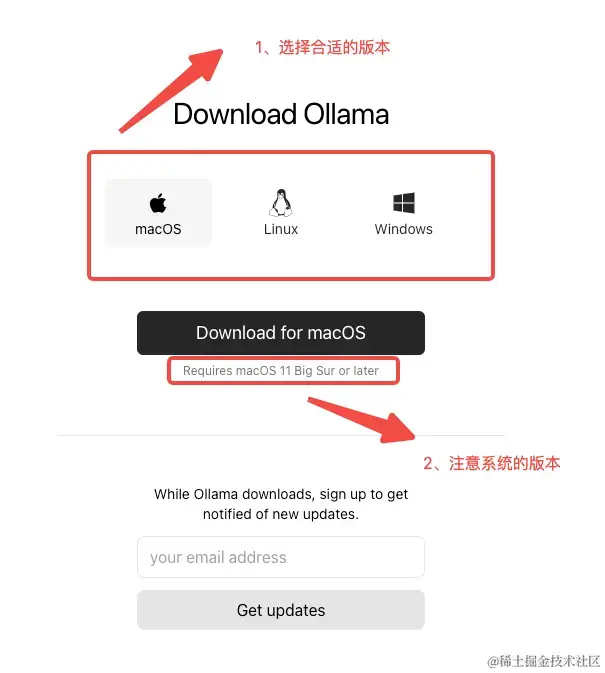 1、选择合适的版本
Download Ollama
macOS
Linux
Windows
Download for macOS
Requires macOS 11 Big Sur or later
2、注意系统的版本
While Ollama downloads, sign up to get
notified of new updates.
your email address
Get updates
@稀土掘金技术社区